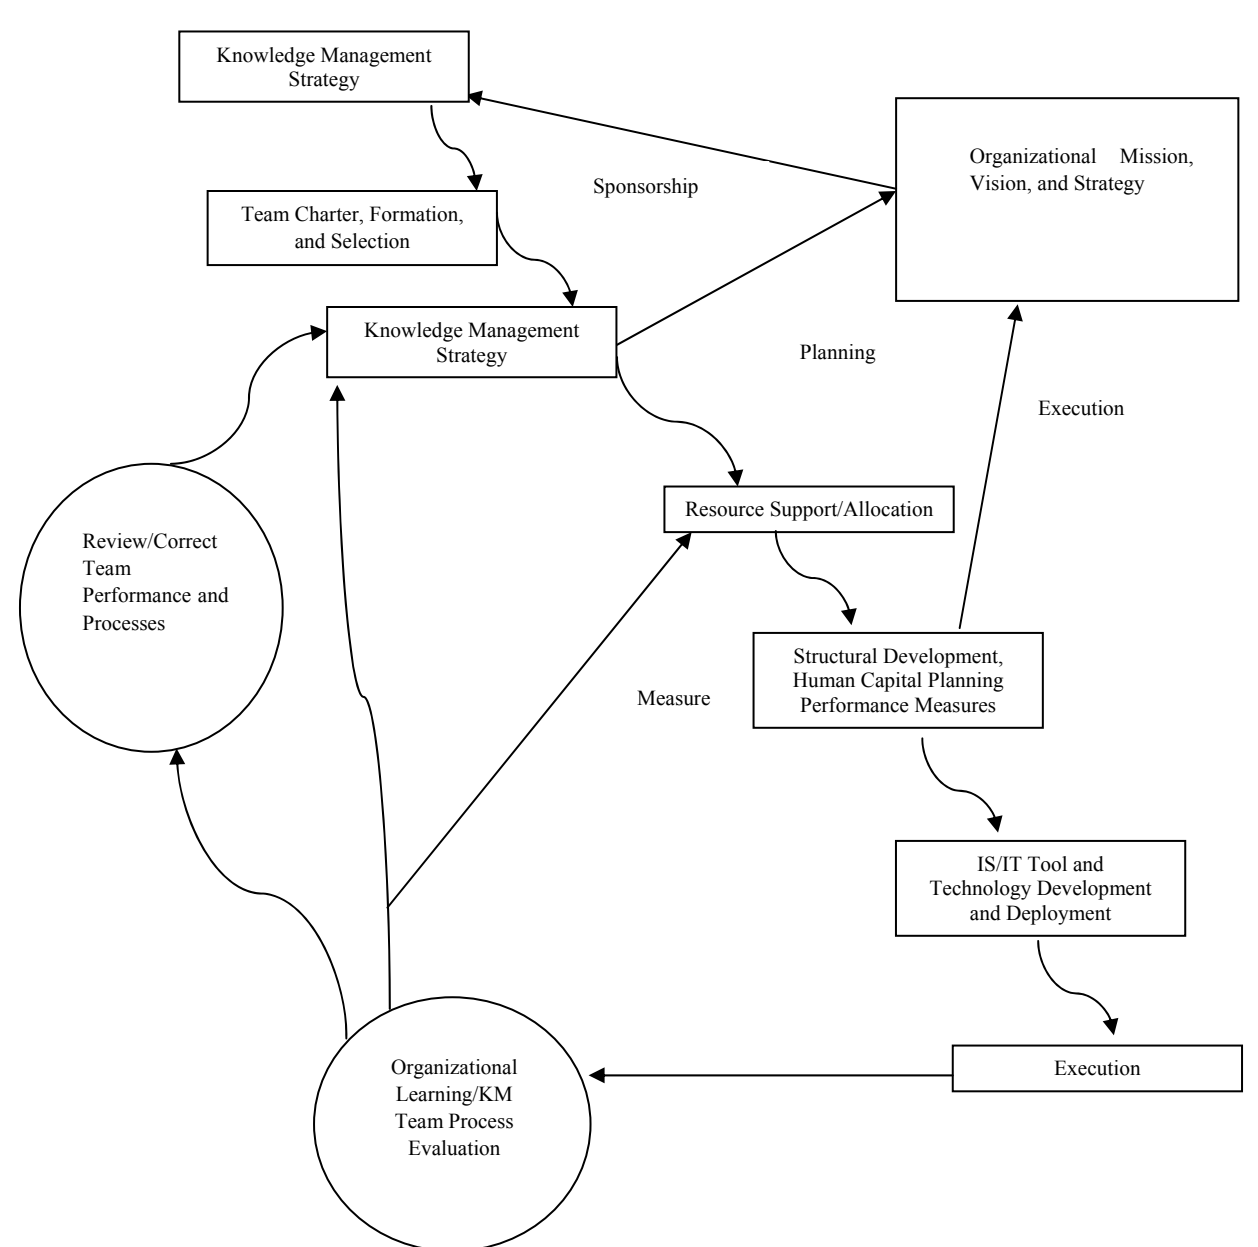 Knowledge Management
Strategy
Organizational Mission,
Vision, and Strategy
Sponsorship
Team Charter, Formation,
and Selection
Knowledge Management
Strategy
Planning
Execution
Resource Support/Allocation
Review/Correct
Team
Performance and
Processes
Structural Development,
Human Capital Planning
Performance Measures
Measure
IS/IT Tool and
Technology Development
and Deployment
Execution
Organizational
Learning/KM
Team Process
Evaluation